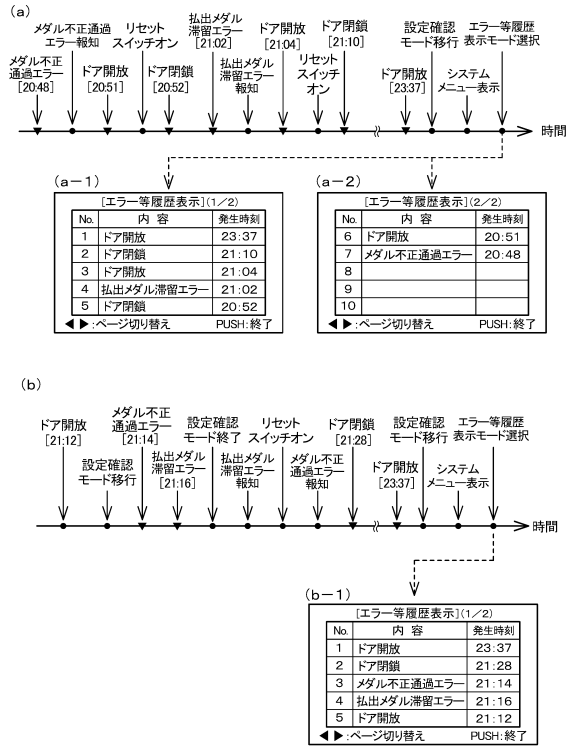 (a)
メダル不正通過
エラー報知
リセット
スイッチオン
払出メダル
滞留エラー
[21:02]
ドア開放
[21:04]
ドア閉鎖
[21:10]
設定確認
モード移行
エラー等履歴
表示モード選択
メダル不正
通過エラー
[20:48]
ドア開放
[20:51]
ドア閉鎖
[20:52]
払出メダル
滞留エラー
報知
リセット
スイッチ
オン
ドア開放
[23:37]
システム
メニュー表示
時間
(a-1)
[エラー等履歴表示](1/2)
No. 内 容 発生時刻
1 ドア開放 23:37
2 ドア閉鎖 21:10
3 ドア開放 21:04
4 払出メダル滞留エラー 21:02
5 ドア閉鎖 20:52
◀ ▶:ページ切り替え PUSH:終了
(a-2)
[エラー等履歴表示](2/2)
No. 内 容 発生時刻
6 ドア開放 20:51
7 メダル不正通過エラー 20:48
8
9
10
◀ ▶:ページ切り替え PUSH:終了
(b)
ドア開放
[21:12]
メダル不正
通過エラー
[21:14]
設定確認
モード終了
リセット
スイッチオン
ドア閉鎖
[21:28]
設定確認
モード移行
エラー等履歴
表示モード選択
設定確認
モード移行
払出メダル
滞留エラー
[21:16]
払出メダル
滞留エラー
報知
メダル不正
通過エラー
報知
ドア開放
[23:37]
システム
メニュー表示
時間
(b-1)
[エラー等履歴表示](1/2)
No. 内 容 発生時刻
1 ドア開放 23:37
2 ドア閉鎖 21:28
3 メダル不正通過エラー 21:14
4 払出メダル滞留エラー 21:16
5 ドア開放 21:12
◀ ▶:ページ切り替え PUSH:終了